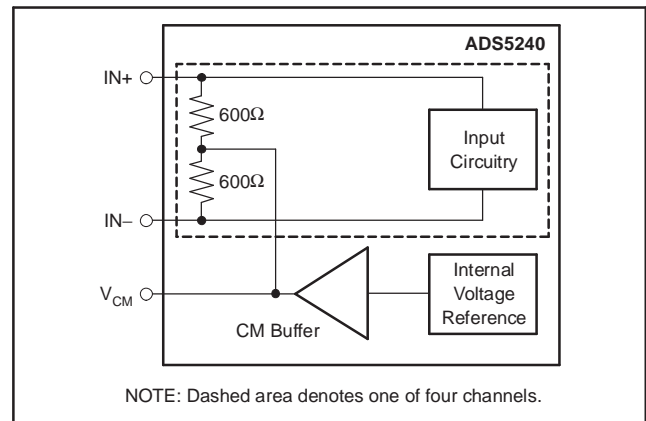 ADS5240
IN+
600Ω
Input
Circuitry
600Ω
IN−
Internal
Voltage
Reference
VCM
CM Buffer
NOTE: Dashed area denotes one of four channels.